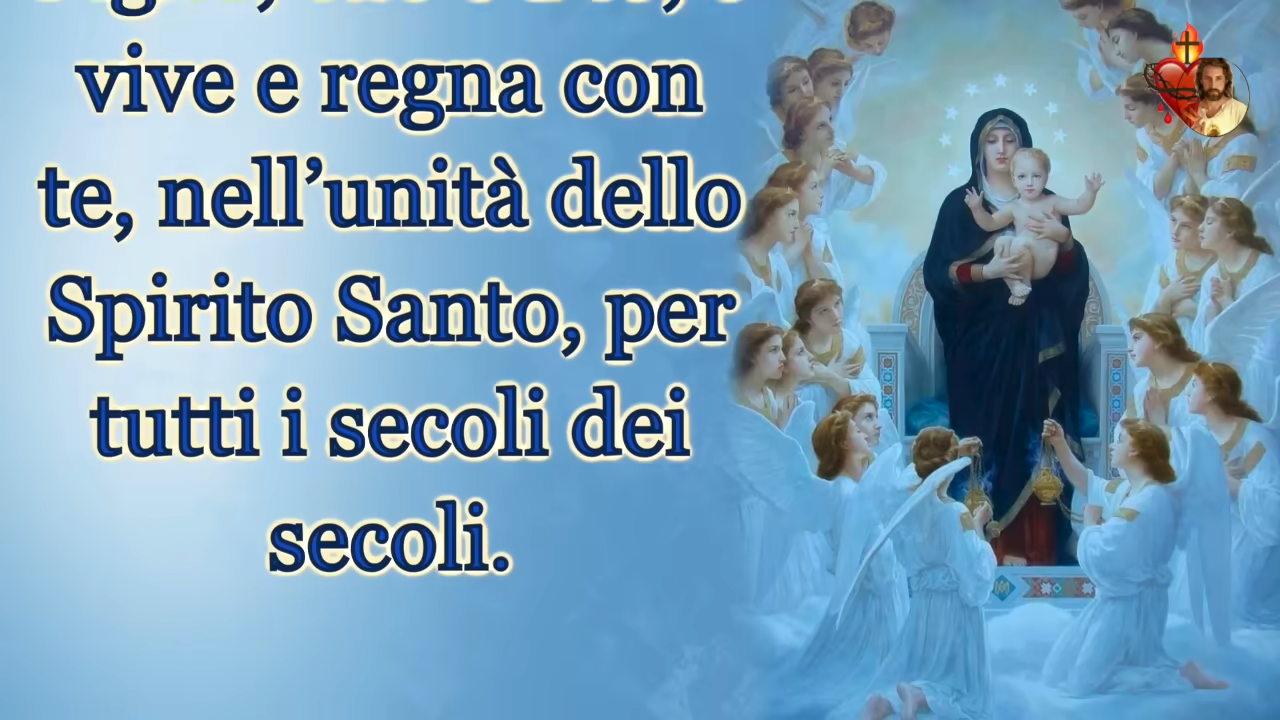 vive e regna con
te, nell’unità dello
Spirito Santo, per
tutti i secoli dei
secoli.